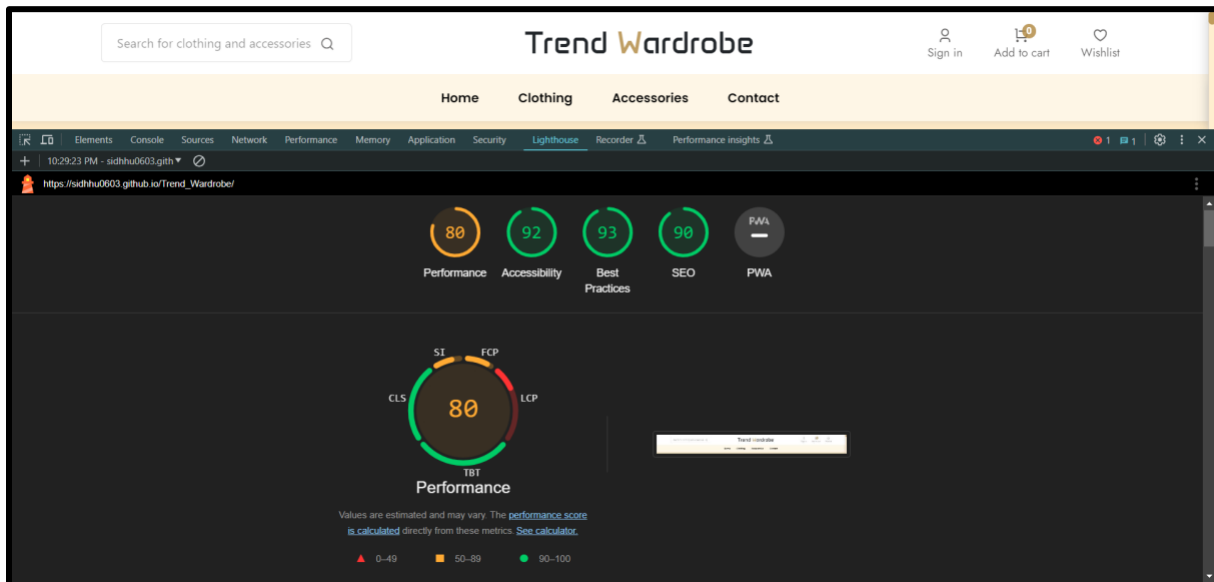 Search for clothing and accessories
Trend Wardrobe
0
Sign in
Add to cart
Wishlist
Home Clothing Accessories Contact
Elements Console Sources Network Performance Memory Application Security Lighthouse Recorder Performance insights 1 1
10:29:23 PM - sidhhu0603.gith
https://sidhhu0603.github.io/Trend_Wardrobe/
80 92 93 90 PWA
Performance Accessibility Best Practices SEO PWA
SI FCP
CLS LCP
80
TBT
Performance
Trend Wardrobe
Values are estimated and may vary. The performance score
is calculated directly from these metrics. See calculator.
0–49 50–89 90–100